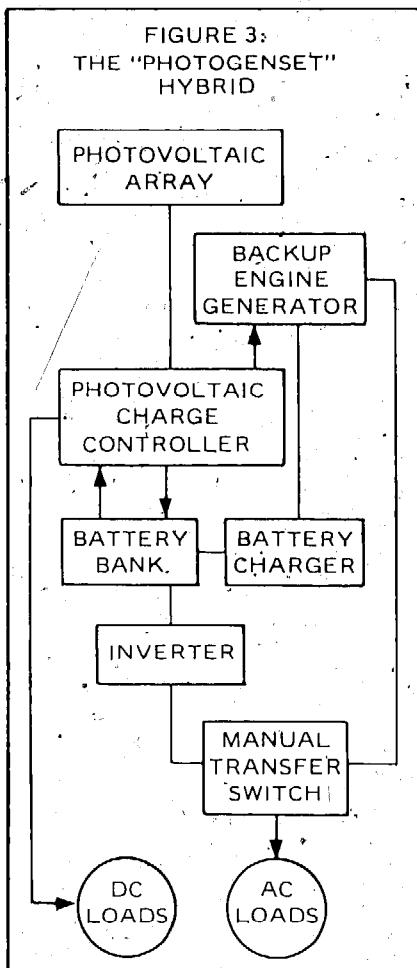 FIGURE 3:
THE "PHOTOGENSET"
HYBRID
PHOTOVOLTAIC
ARRAY
BACKUP
ENGINE
GENERATOR
PHOTOVOLTAIC
CHARGE
CONTROLLER
BATTERY
BANK.
BATTERY
CHARGER
INVERTER
MANUAL
TRANSFER
SWITCH
DC
LOADS
AC
LOADS